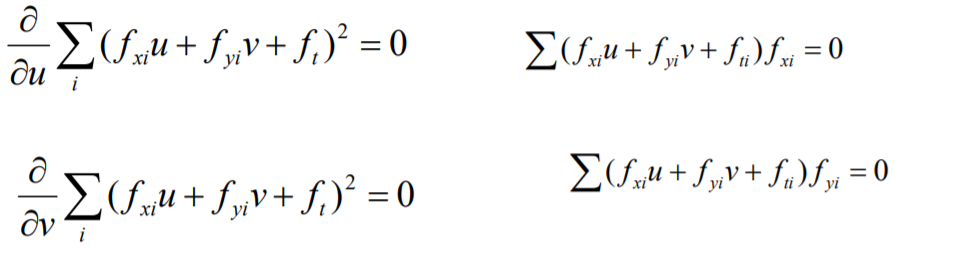 ∂/∂u ∑_i (f_{xi}u + f_{yi}v + f_t)² = 0
∑(f_{xi}u + f_{yi}v + f_{ti})f_{xi} = 0
∂/∂v ∑_i (f_{xi}u + f_{yi}v + f_t)² = 0
∑(f_{xi}u + f_{yi}v + f_{ti})f_{yi} = 0